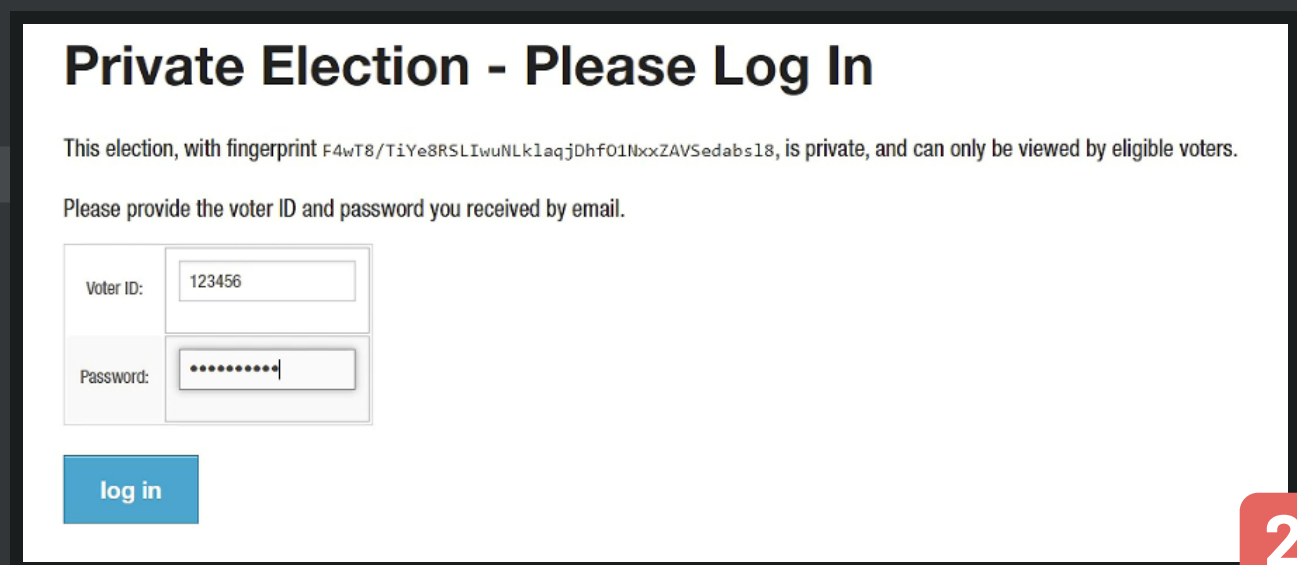 Private Election - Please Log In
This election, with fingerprint F4wT8/TiYe8RSLIwuNLklaqjDhfO1NxxZAVSedabsl8, is private, and can only be viewed by eligible voters.
Please provide the voter ID and password you received by email.
Voter ID: 123456
Password: ••••••••••
log in
2